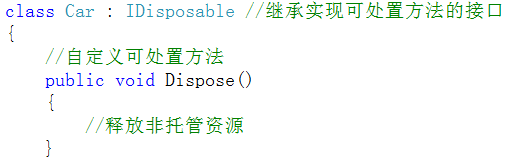 class Car : IDisposable //继承实现可处置方法的接口
{
//自定义可处置方法
public void Dispose()
{
//释放非托管资源
}